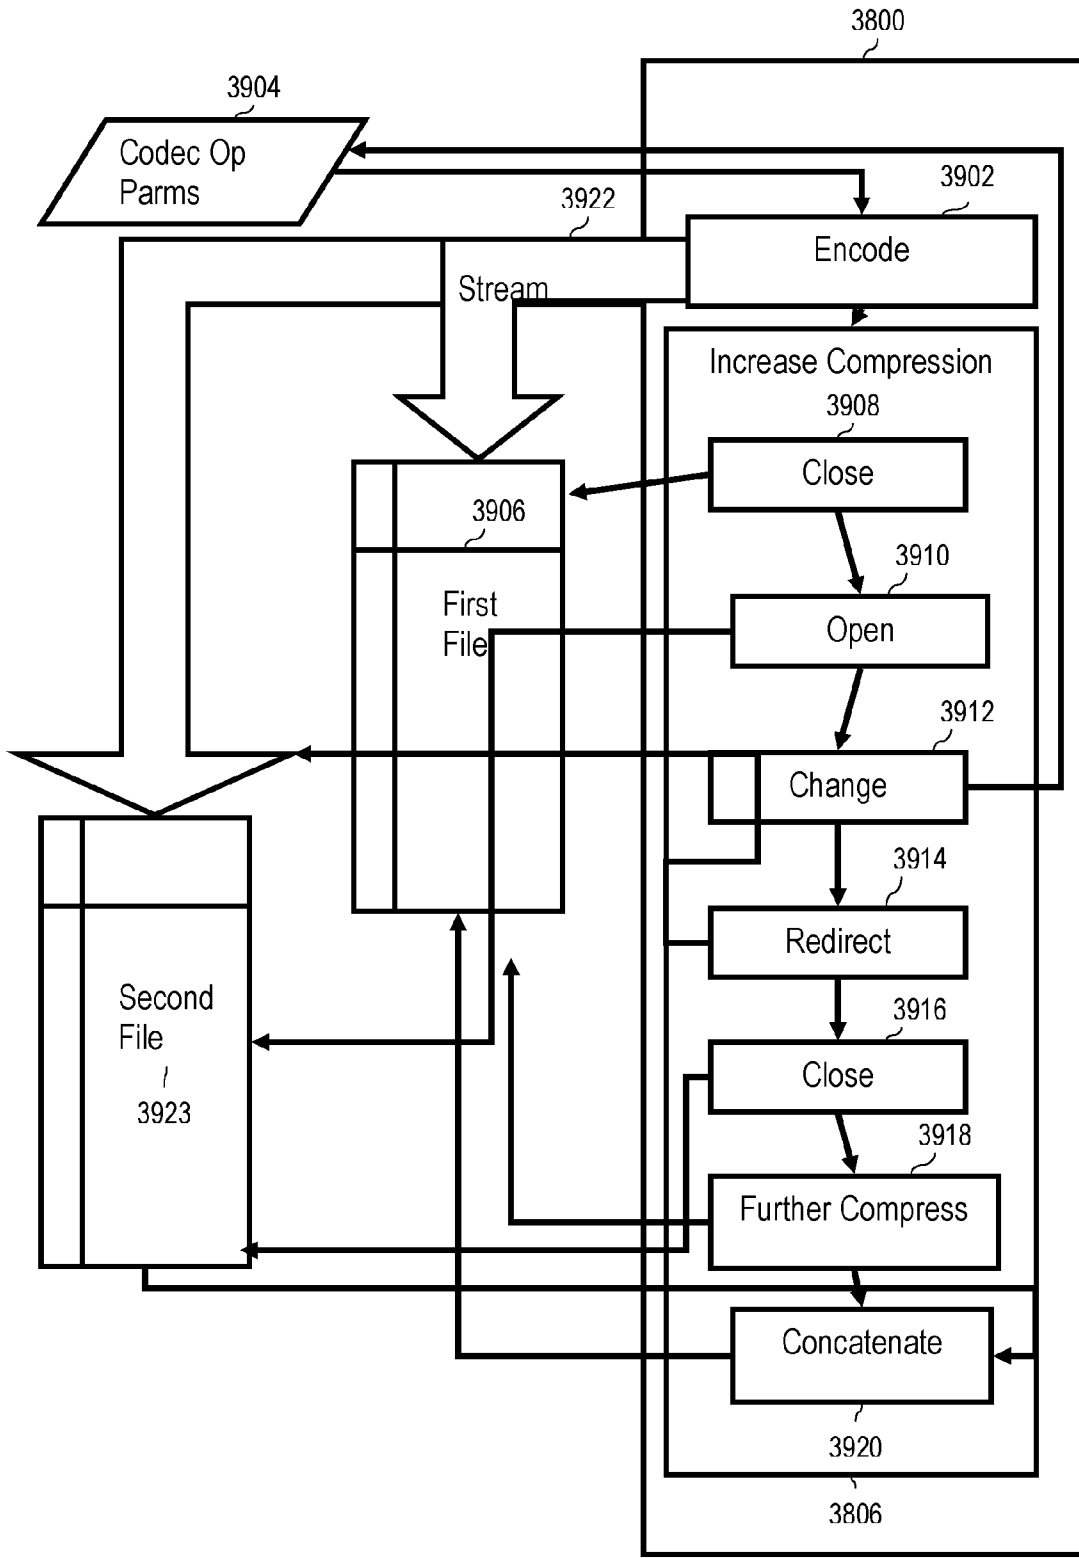 3800
3904
Codec Op
Parms
3922
3902
Encode
Stream
Increase Compression
3908
Close
3906
3910
First
File
Open
3912
Change
3914
Redirect
Second
File
3923
3916
Close
3918
Further Compress
Concatenate
3920
3806